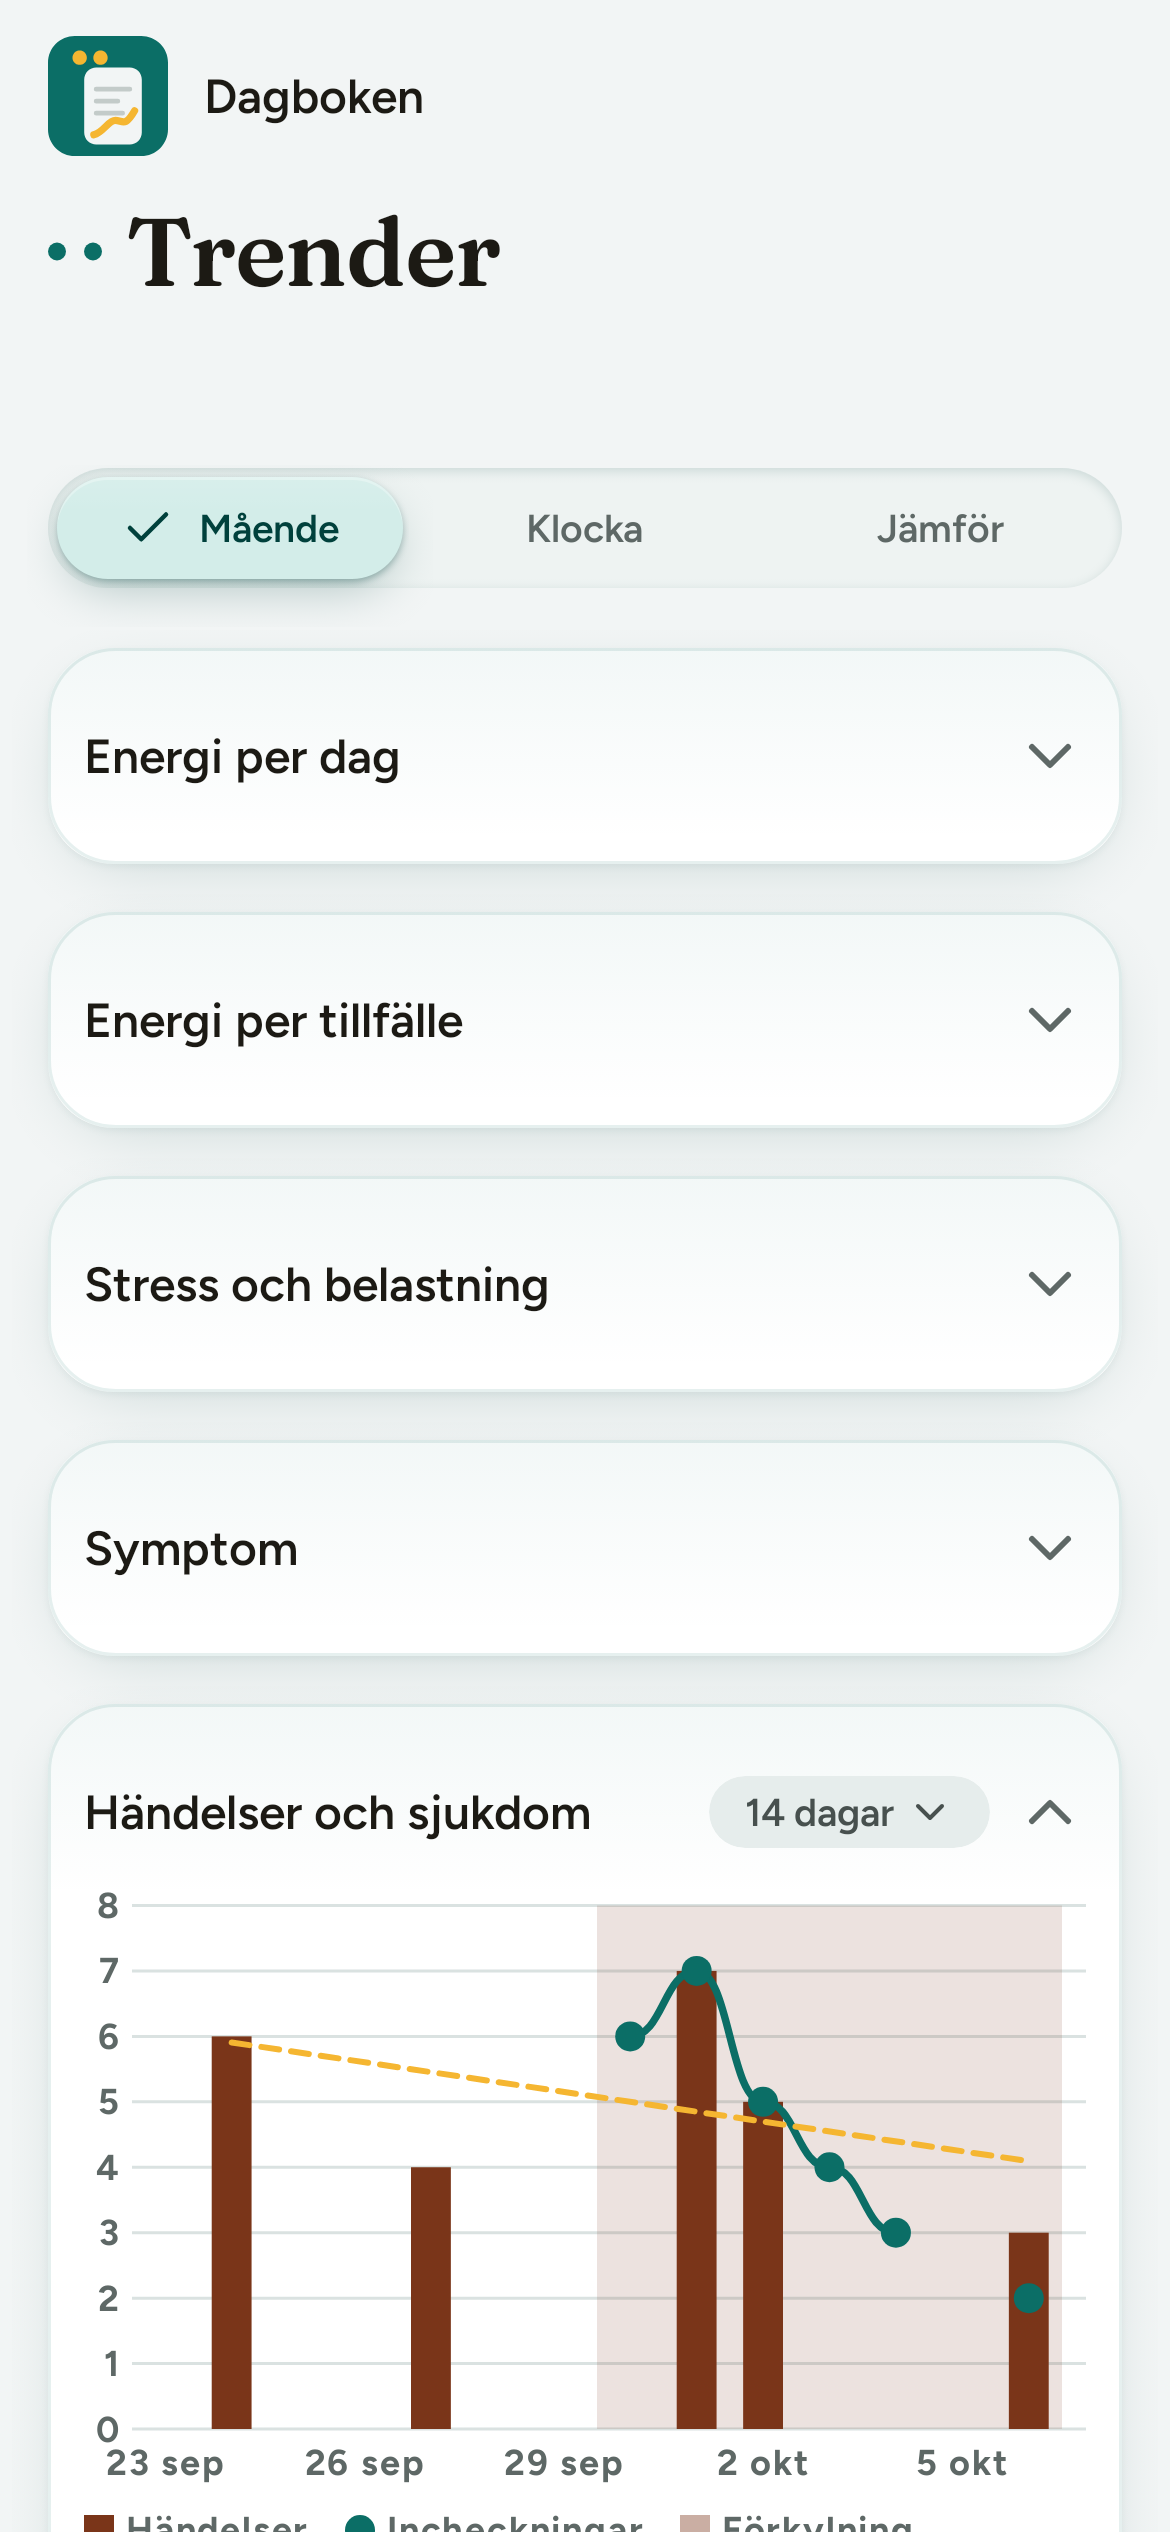 Dagboken
Trender
Mående
Klocka
Jämför
Energi per dag
Energi per tillfälle
Stress och belastning
Symptom
Händelser och sjukdom
14 dagar
8
7
6
5
4
3
2
1
0
23 sep
26 sep
29 sep
2 okt
5 okt
Händelser
Incheckningar
Förkylning